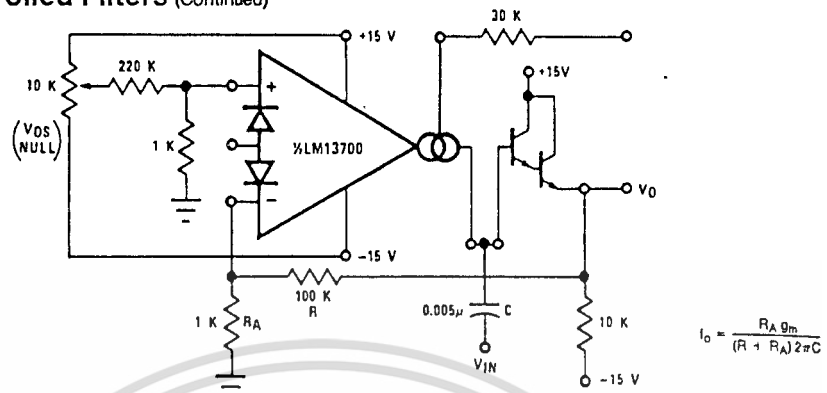 olled Filters (Continued)
30 K
+15 V
+15V
220 K
10 K
(VOS NULL)
1 K
+
½LM13700
−
VO
−15 V
100 K
R
1 K RA
0.005μ C
10 K
VIN
−15 V
fo = RA gm / (R + RA) 2πC